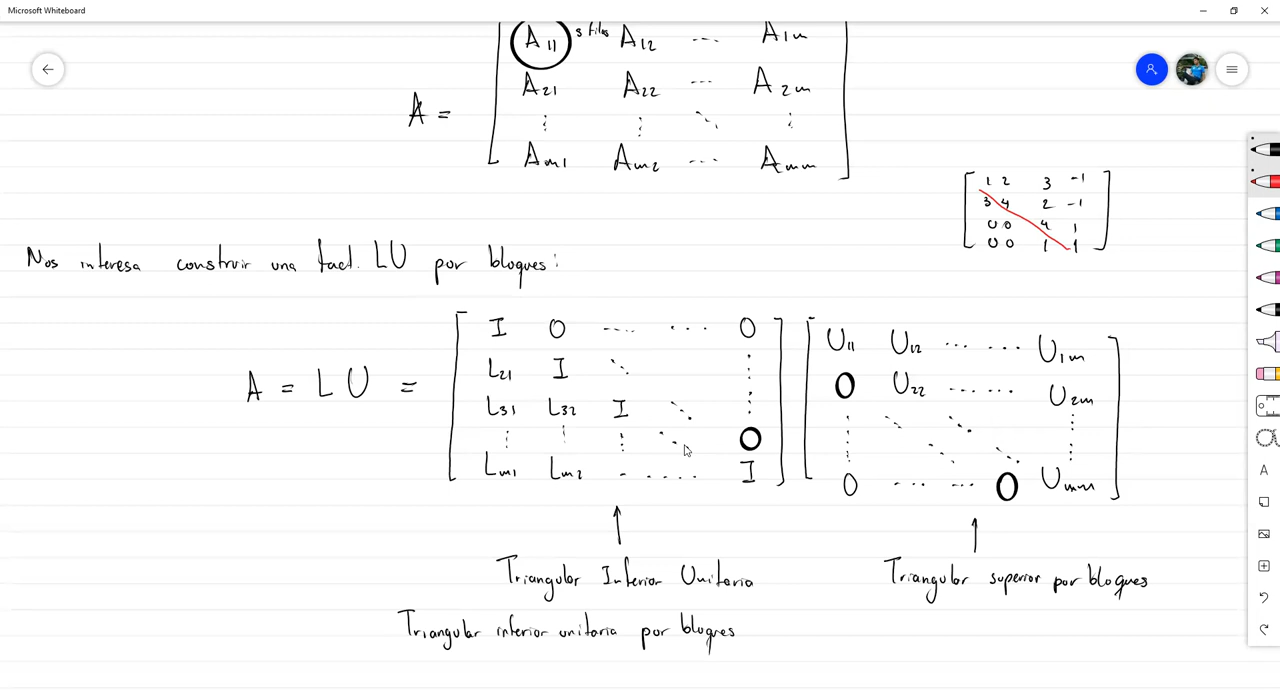 Microsoft Whiteboard
A11 3 filas A12 ... A1m
A21 A22 ... A2m
A =
⋮ ⋮ ⋱ ⋮
Am1 Am2 ... Amm
1 2 3 -1
3 4 2 -1
0 0 4 1
0 0 1 1
Nos interesa construir una fact. LU por bloques:
A = L U =
I 0 ... ... 0
L21 I ⋱ ⋮
L31 L32 I ⋱ ⋮
⋮ ⋮ ⋮ ⋱ 0
Lm1 Lm2 ... I
U11 U12 ... ... U1m
0 U22 ... U2m
⋮ ⋱ ⋱ ⋮
0 ... ... 0 Umm
Triangular Inferior Unitaria
Triangular superior por bloques
Triangular inferior unitaria por bloques